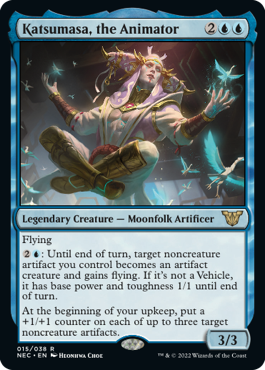 Katsumasa, the Animator 2
Legendary Creature — Moonfolk Artificer
Flying
2 : Until end of turn, target noncreature
artifact you control becomes an artifact
creature and gains flying. If it's not a Vehicle,
it has base power and toughness 1/1 until
end of turn.
At the beginning of your upkeep, put a
+1/+1 counter on each of up to three
target noncreature artifacts.
3/3
015/038 R
NEC • EN Heonhwa Choe
™ & © 2022 Wizards of the Coast